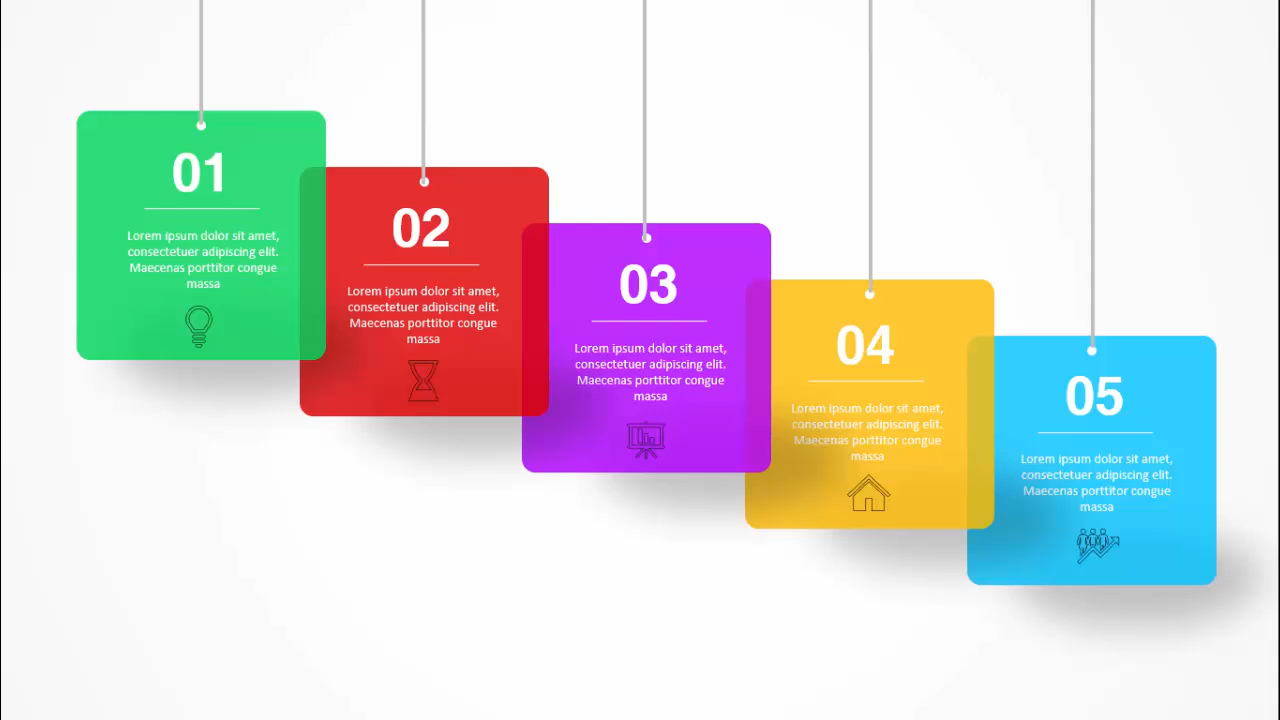 01
Lorem ipsum dolor sit amet,
consectetuer adipiscing elit.
Maecenas porttitor congue
massa
02
Lorem ipsum dolor sit amet,
consectetuer adipiscing elit.
Maecenas porttitor congue
massa
03
Lorem ipsum dolor sit amet,
consectetuer adipiscing elit.
Maecenas porttitor congue
massa
04
Lorem ipsum dolor sit amet,
consectetuer adipiscing elit.
Maecenas porttitor congue
massa
05
Lorem ipsum dolor sit amet,
consectetuer adipiscing elit.
Maecenas porttitor congue
massa